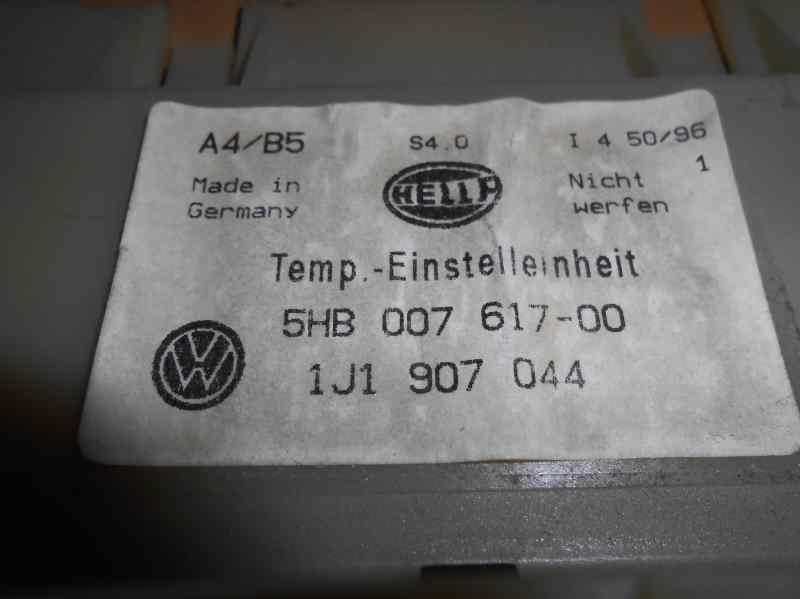 A4/B5 S4.0 I 4 50/96
1
Made in HELLA Nicht
Germany werfen
Temp.-Einstelleinheit
5HB 007 617-00
VW
1J1 907 044